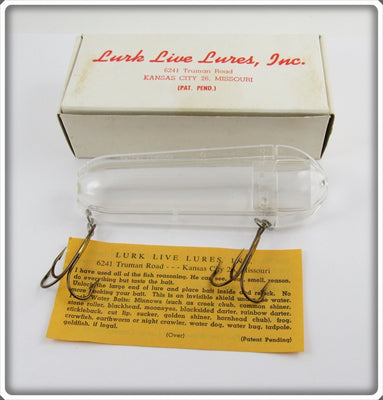 Lurk Live Lures, Inc.
6241 Truman Road
KANSAS CITY 26, MISSOURI
(PAT. PEND.)
LURK LIVE LURES, I
6241 Truman Road - - - Kansas City 2 Missouri
I have used all of the fish reasoning. He can see, smell, reason,
do everything but taste the bait.
Unlock the large end of lure and place bait inside and relock. No
more hooking your bait. This is an invisible shield under water.
Water Baits: Minnows (such as creek chub, common shiner,
stone roller, blackhead, mooneyes, blacksided darter, rainbow darter,
stickleback, cut lip, sucker, golden shiner, hornhead chub), frog,
crawfish, earthworm or night crawler, water dog, water bug, tadpole,
goldfish, if legal.
(Over) (Patent Pending)